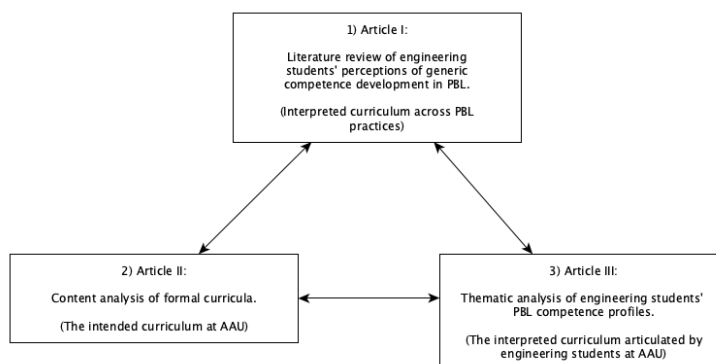 1) Article I:
Literature review of engineering
students' perceptions of generic
competence development in PBL.
(Interpreted curriculum across PBL
practices)
2) Article II:
Content analysis of formal curricula.
(The intended curriculum at AAU)
3) Article III:
Thematic analysis of engineering students'
PBL competence profiles.
(The interpreted curriculum articulated by
engineering students at AAU)